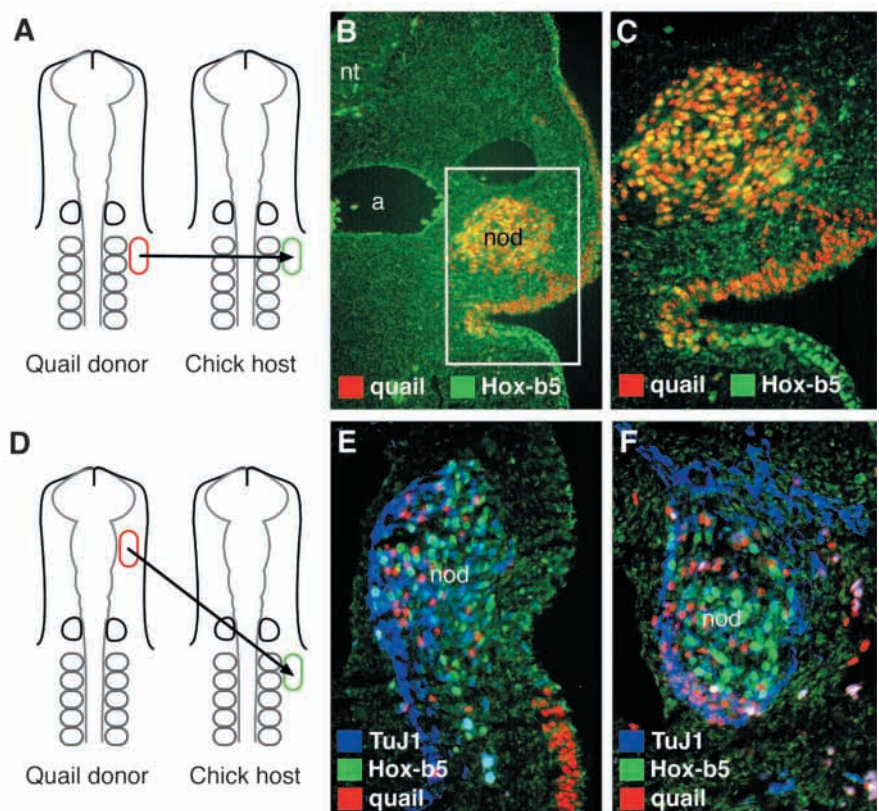 A
Quail donor
Chick host
B
nt
a
nod
quail Hox-b5
C
quail Hox-b5
D
Quail donor
Chick host
E
nod
TuJ1
Hox-b5
quail
F
nod
TuJ1
Hox-b5
quail